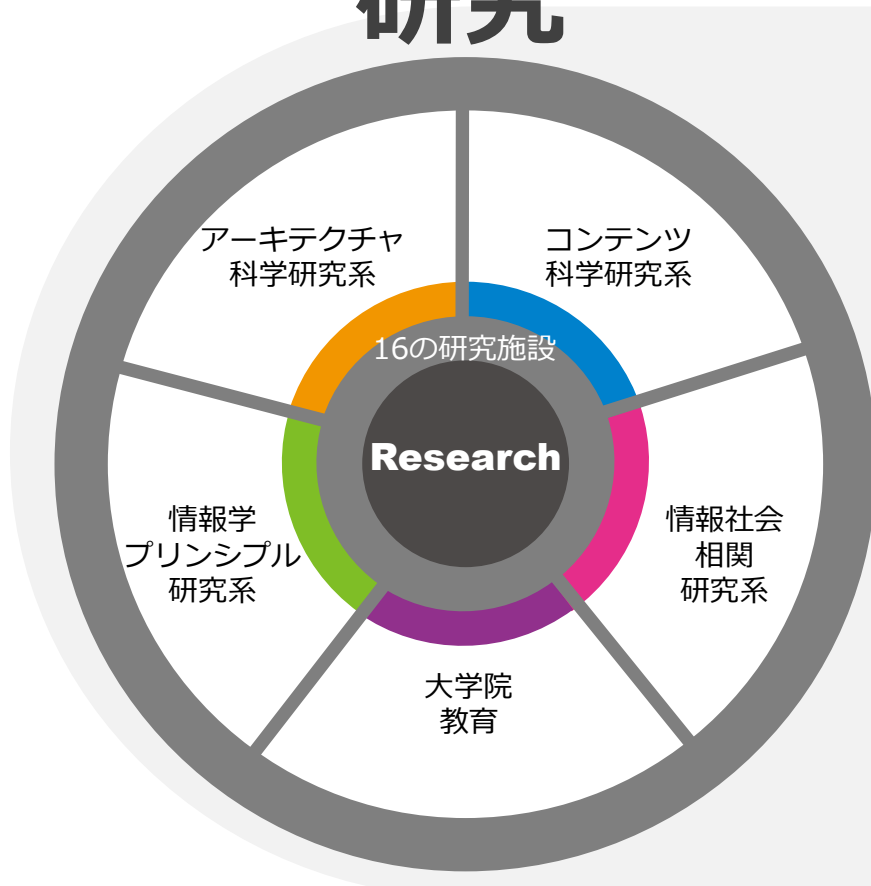 研究
アーキテクチャ
科学研究系
コンテンツ
科学研究系
16の研究施設
Research
情報学
プリンシプル
研究系
情報社会
相関
研究系
大学院
教育